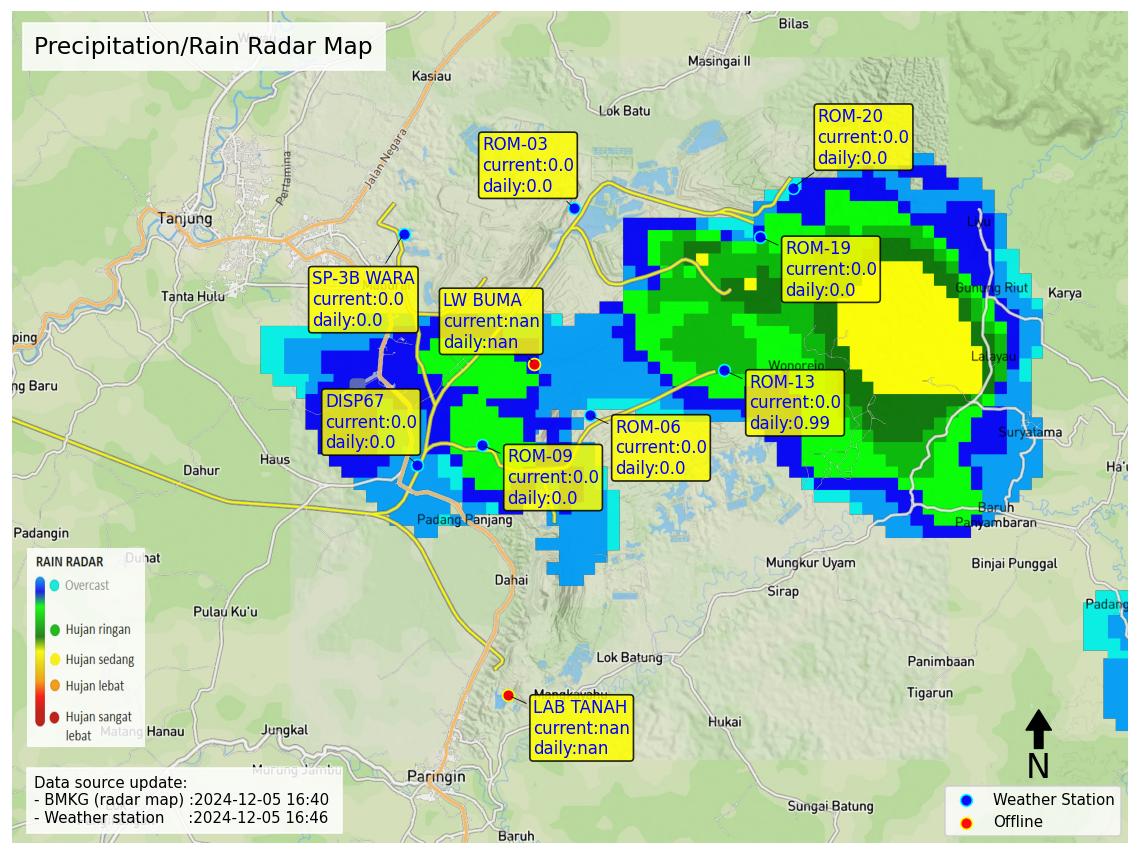 Precipitation/Rain Radar Map
Bilas
Masingai II
Kasiau
Lok Batu
Jalan Negara
Pertamina
Tanjung
Tanta Hulu
ROM-03
current:0.0
daily:0.0
ROM-20
current:0.0
daily:0.0
ROM-19
current:0.0
daily:0.0
SP-3B WARA
current:0.0
daily:0.0
LW BUMA
current:nan
daily:nan
Liyu
Gunung Riut
Karya
Lalayau
Wonorejo
ping
ng Baru
ROM-13
current:0.0
daily:0.99
DISP67
current:0.0
daily:0.0
ROM-06
current:0.0
daily:0.0
ROM-09
current:0.0
daily:0.0
Suryatama
Haus
Dahur
Ha'u
Padang Panjang
Baruh
Panyambaran
Padangin
Duhat
Dahai
Mungkur Uyam
Binjai Punggal
Sirap
Padang
Pulau Ku'u
RAIN RADAR
Overcast
Hujan ringan
Hujan sedang
Hujan lebat
Hujan sangat
lebat
Lok Batung
Panimbaan
Tigarun
Mangkayahu
LAB TANAH
current:nan
daily:nan
Hukai
Matang Hanau
Jungkal
Murung Jambu
Paringin
Sungai Batung
Baruh
Data source update:
- BMKG (radar map) :2024-12-05 16:40
- Weather station :2024-12-05 16:46
N
Weather Station
Offline